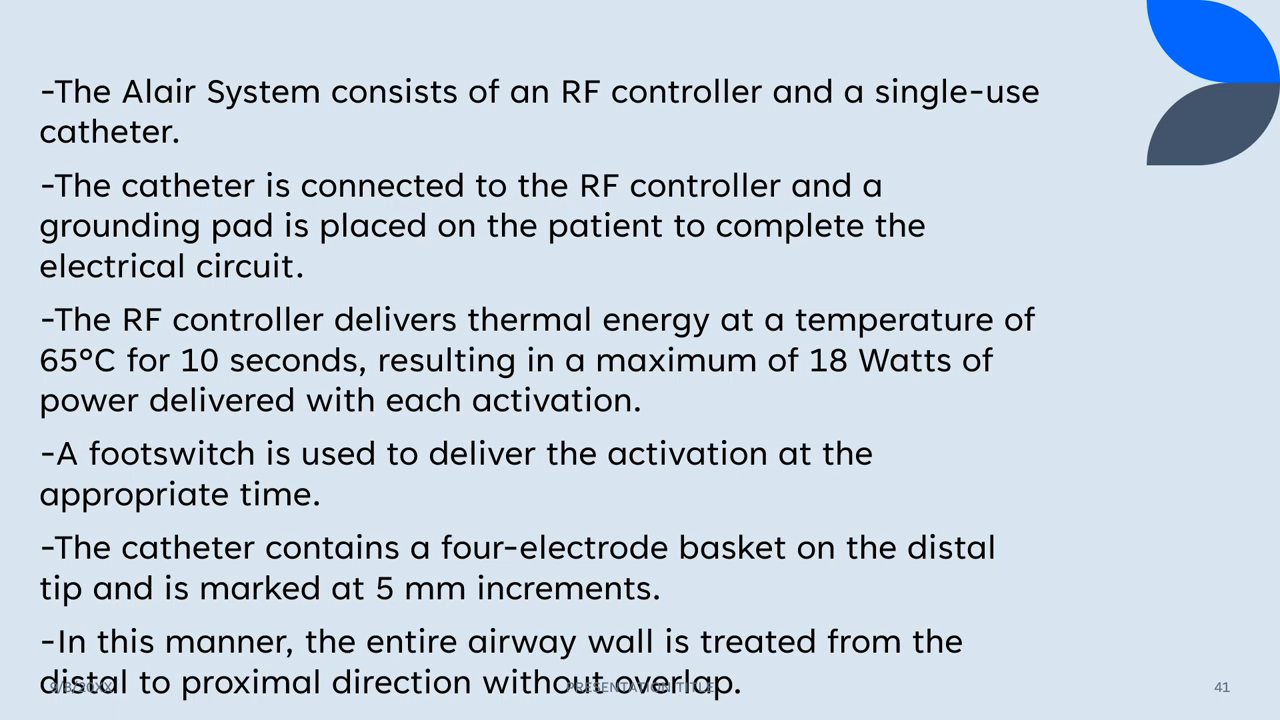 -The Alair System consists of an RF controller and a single-use
catheter.
-The catheter is connected to the RF controller and a
grounding pad is placed on the patient to complete the
electrical circuit.
-The RF controller delivers thermal energy at a temperature of
65°C for 10 seconds, resulting in a maximum of 18 Watts of
power delivered with each activation.
-A footswitch is used to deliver the activation at the
appropriate time.
-The catheter contains a four-electrode basket on the distal
tip and is marked at 5 mm increments.
-In this manner, the entire airway wall is treated from the
distal to proximal direction without overlap.
9/8/20XX
PRESENTATION TITLE
41